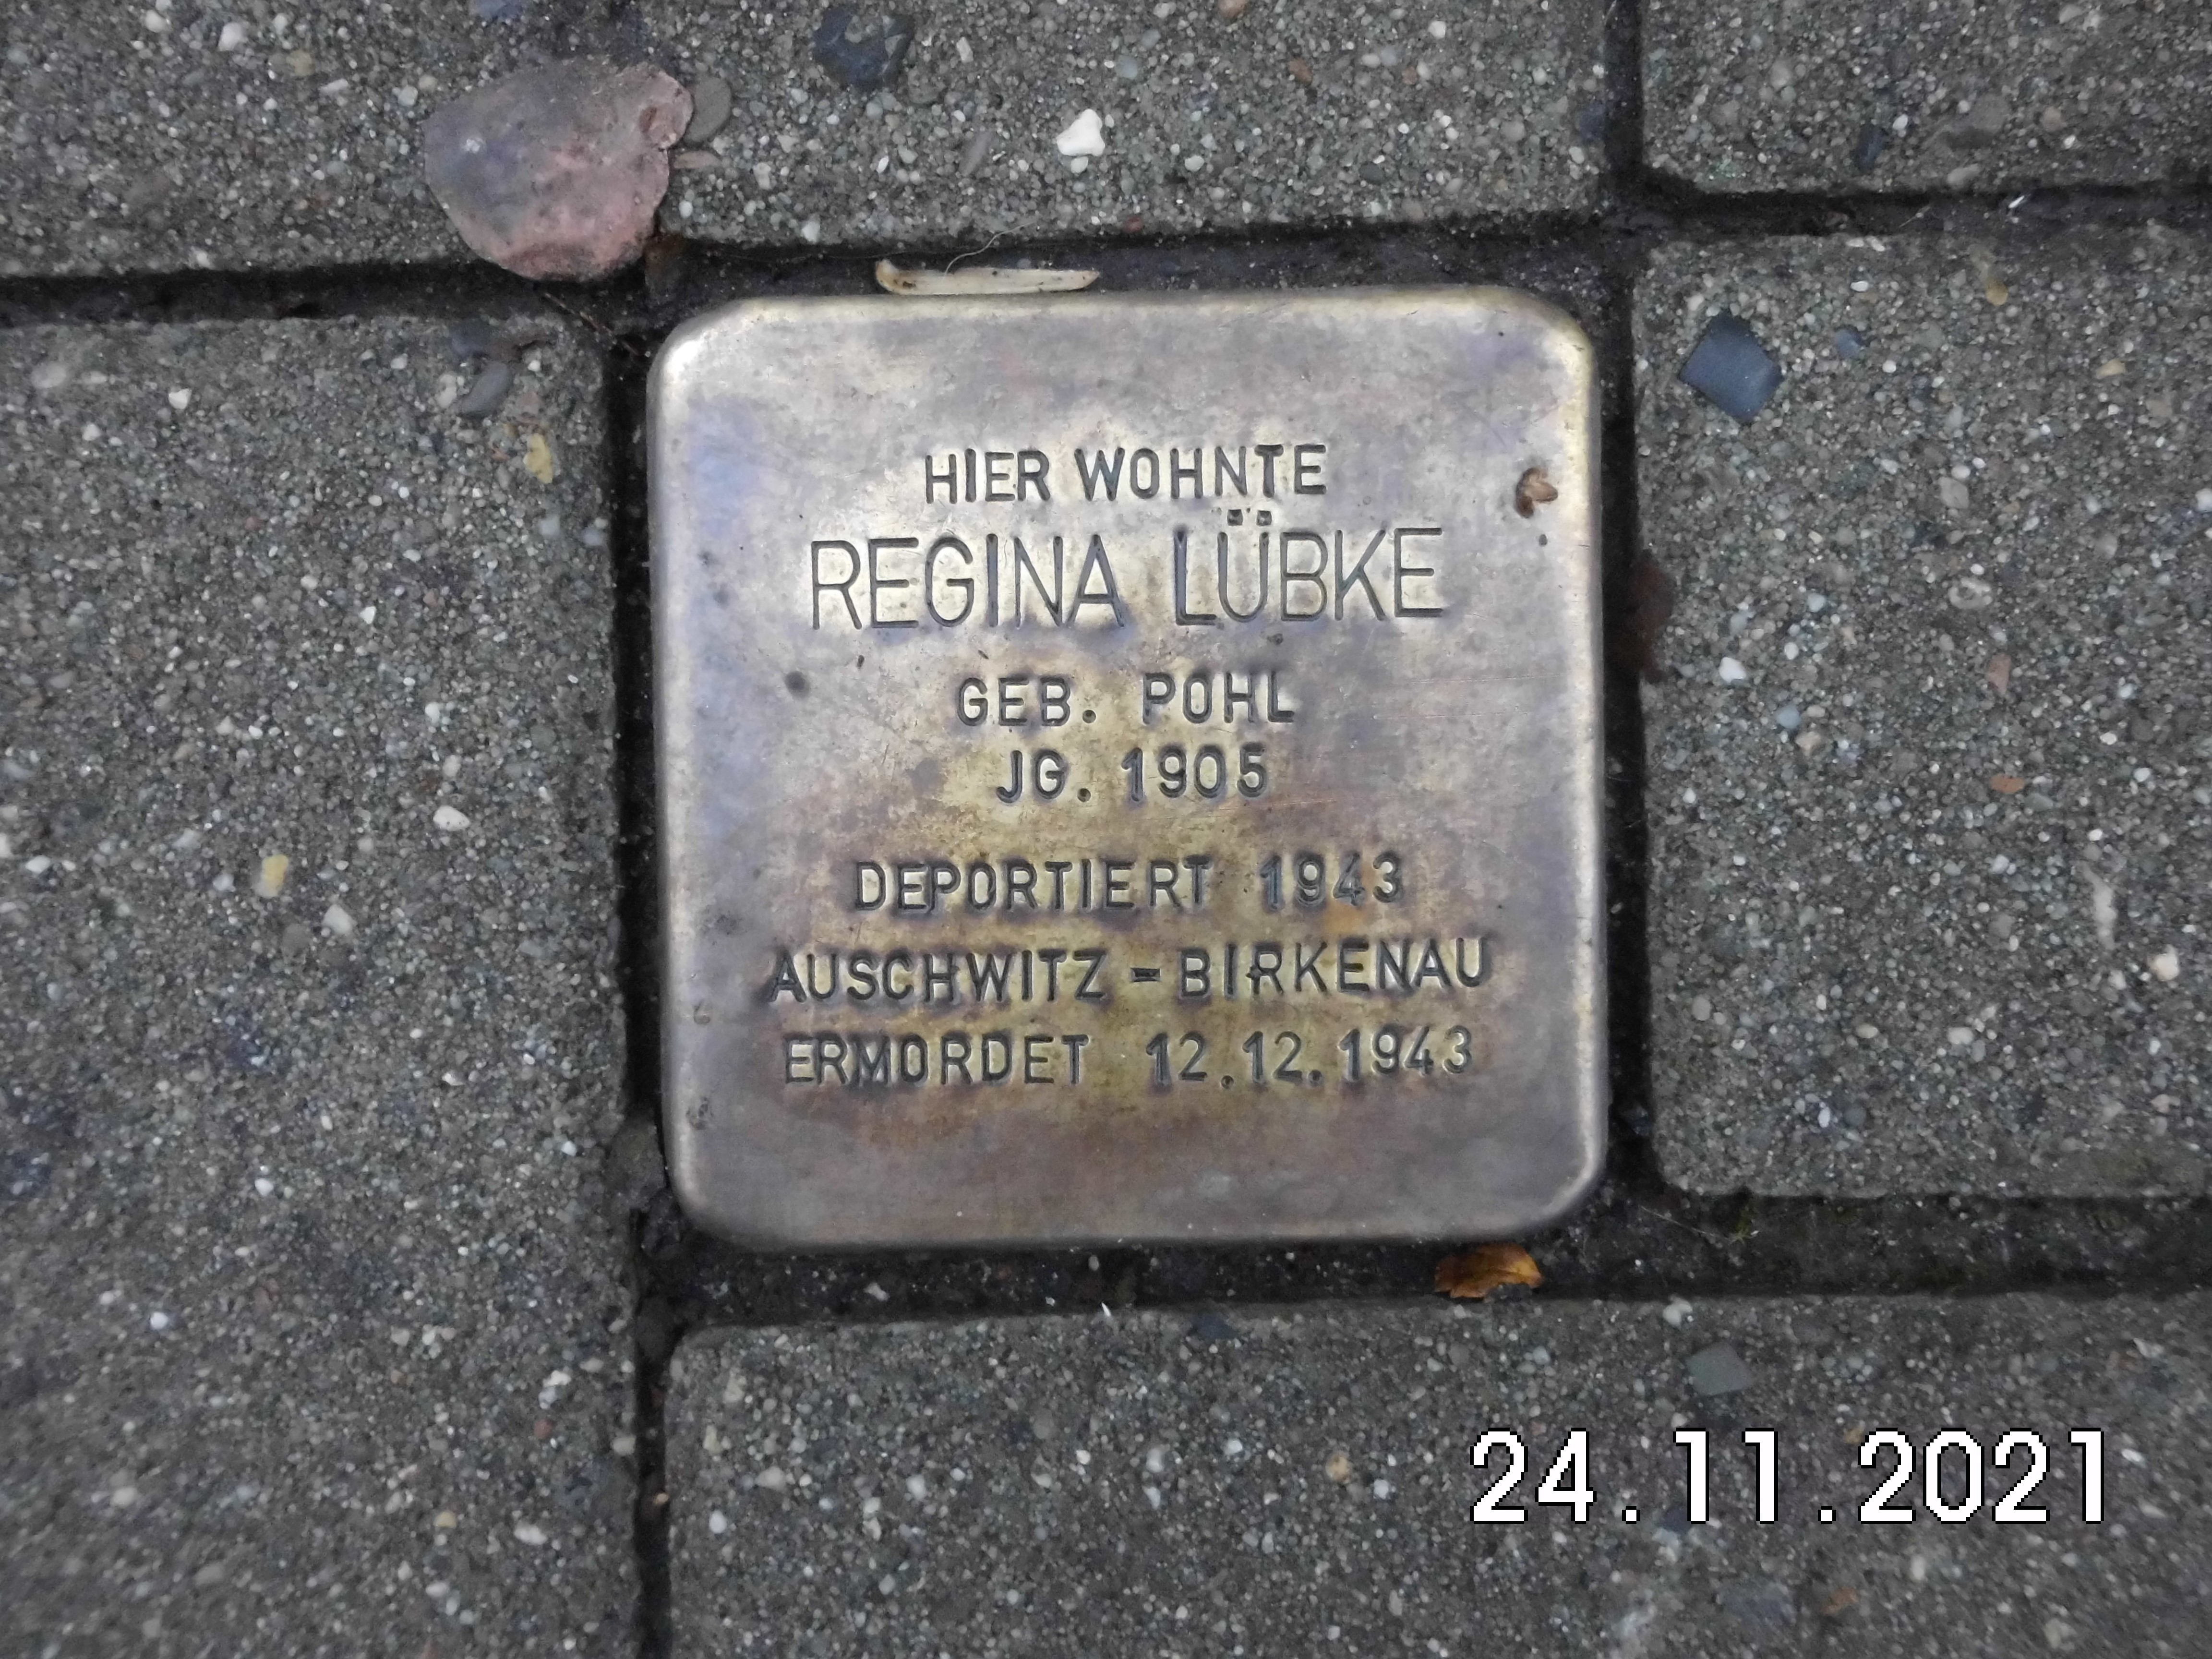 HIER WOHNTE
REGINA LÜBKE
GEB. POHL
JG. 1905
DEPORTIERT 1943
AUSCHWITZ-BIRKENAU
ERMORDET 12.12.1943
24.11.2021